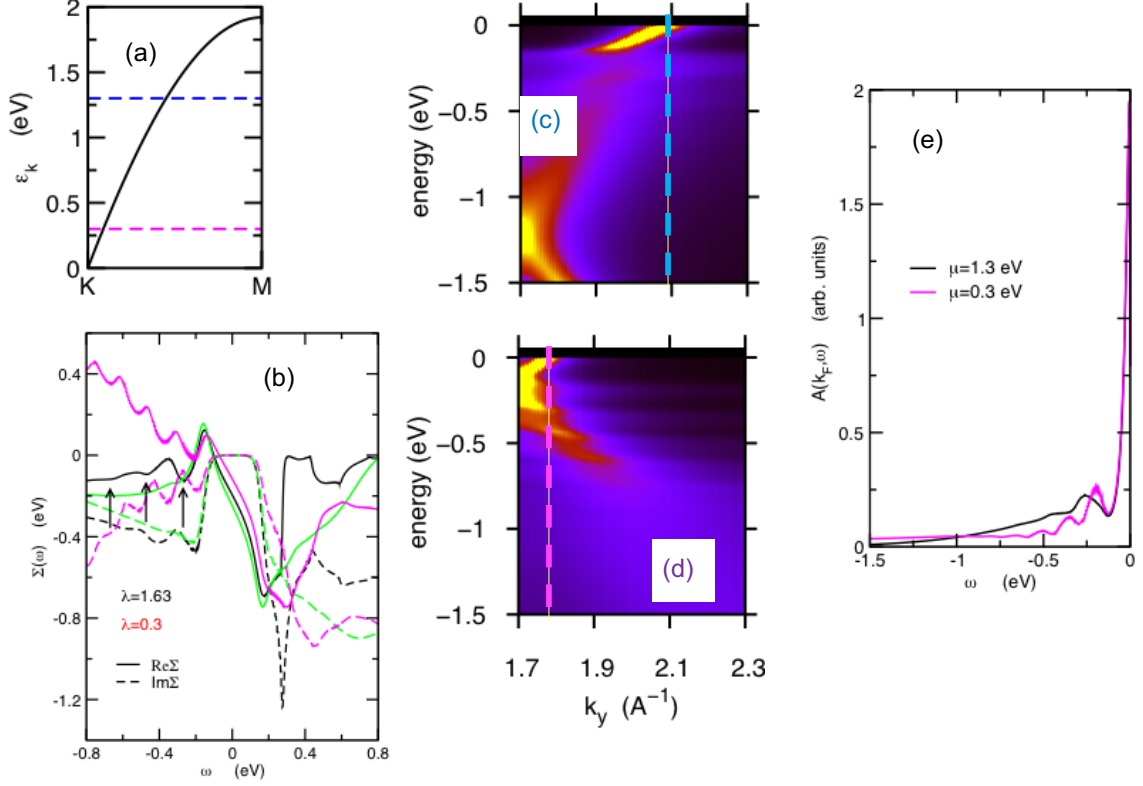 2
1.5
1
0.5
0
ε_k (eV)
(a)
K
M
0.4
0
-0.4
-0.8
-1.2
Σ(ω) (eV)
(b)
λ=1.63
λ=0.3
ReΣ
ImΣ
-0.8
-0.4
0
0.4
0.8
ω (eV)
0
−0.5
−1
−1.5
energy (eV)
(c)
0
−0.5
−1
−1.5
energy (eV)
(d)
1.7
1.9
2.1
2.3
k_y (A⁻¹)
2
1.5
1
0.5
0
A(k_F,ω) (arb. units)
(e)
μ=1.3 eV
μ=0.3 eV
-1.5
-1
-0.5
0
ω (eV)